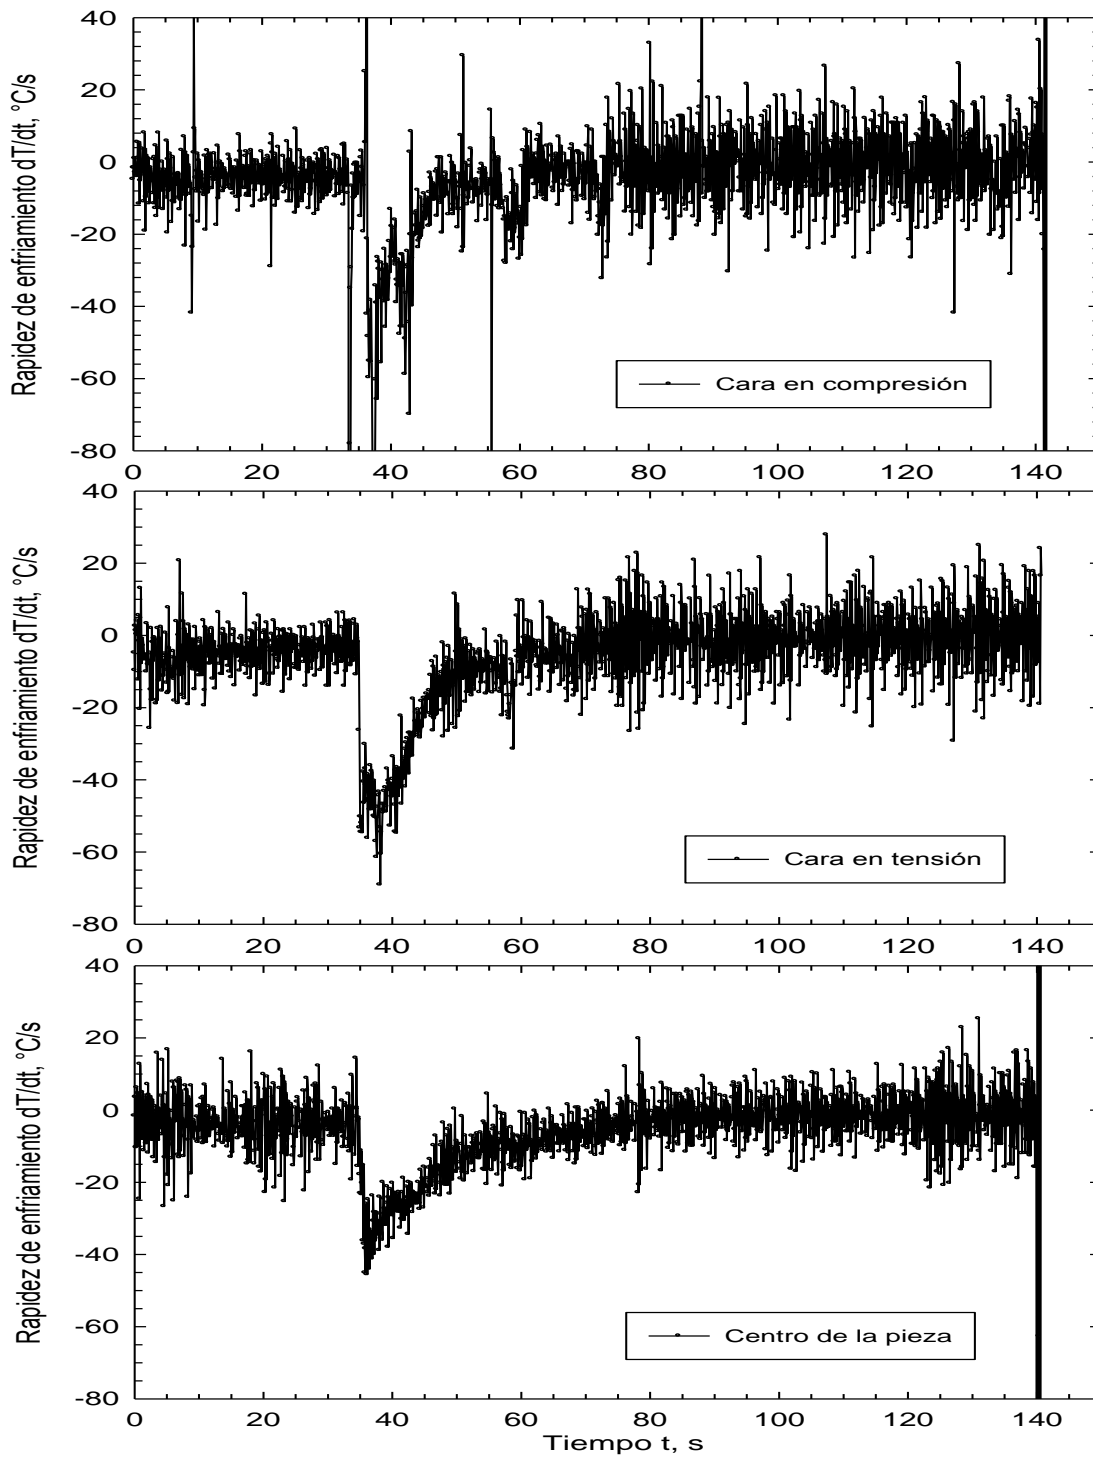 Rapidez de enfriamiento dT/dt, °C/s
40
20
0
-20
-40
-60
-80
Cara en compresión
0 20 40 60 80 100 120 140
Rapidez de enfriamiento dT/dt, °C/s
40
20
0
-20
-40
-60
-80
Cara en tensión
0 20 40 60 80 100 120 140
Rapidez de enfriamiento dT/dt, °C/s
40
20
0
-20
-40
-60
-80
Centro de la pieza
0 20 40 60 80 100 120 140
Tiempo t, s